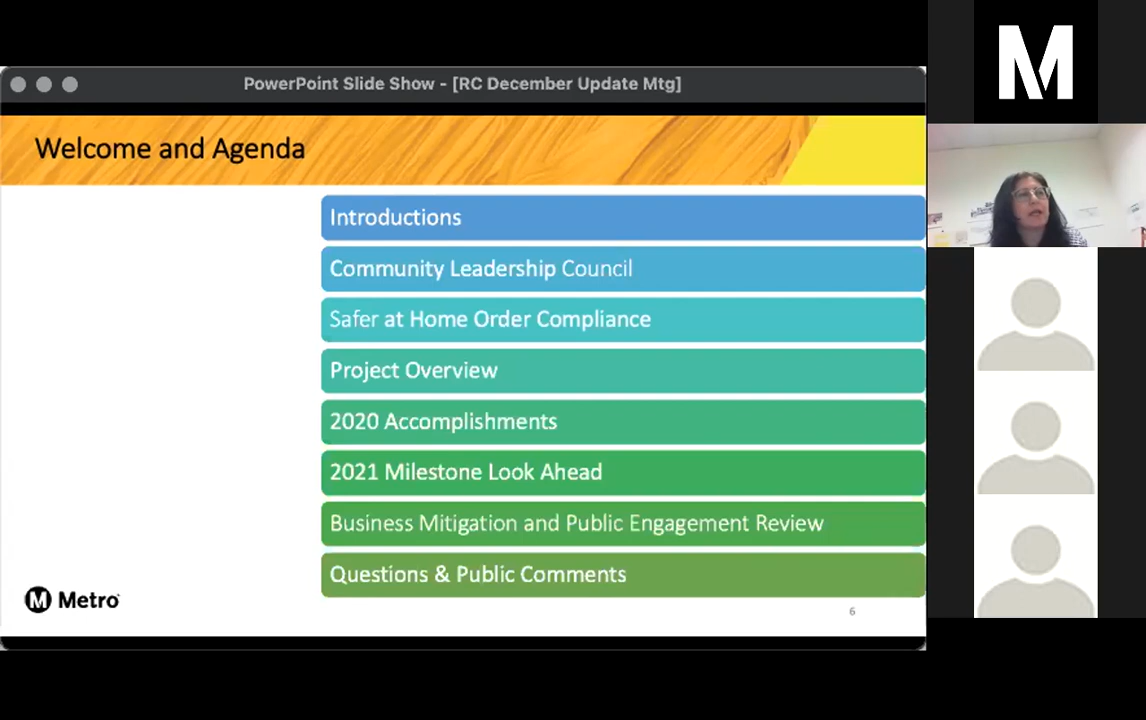 M
PowerPoint Slide Show - [RC December Update Mtg]
Welcome and Agenda
Introductions
Community Leadership Council
Safer at Home Order Compliance
Project Overview
2020 Accomplishments
2021 Milestone Look Ahead
Business Mitigation and Public Engagement Review
Questions & Public Comments
M Metro
6